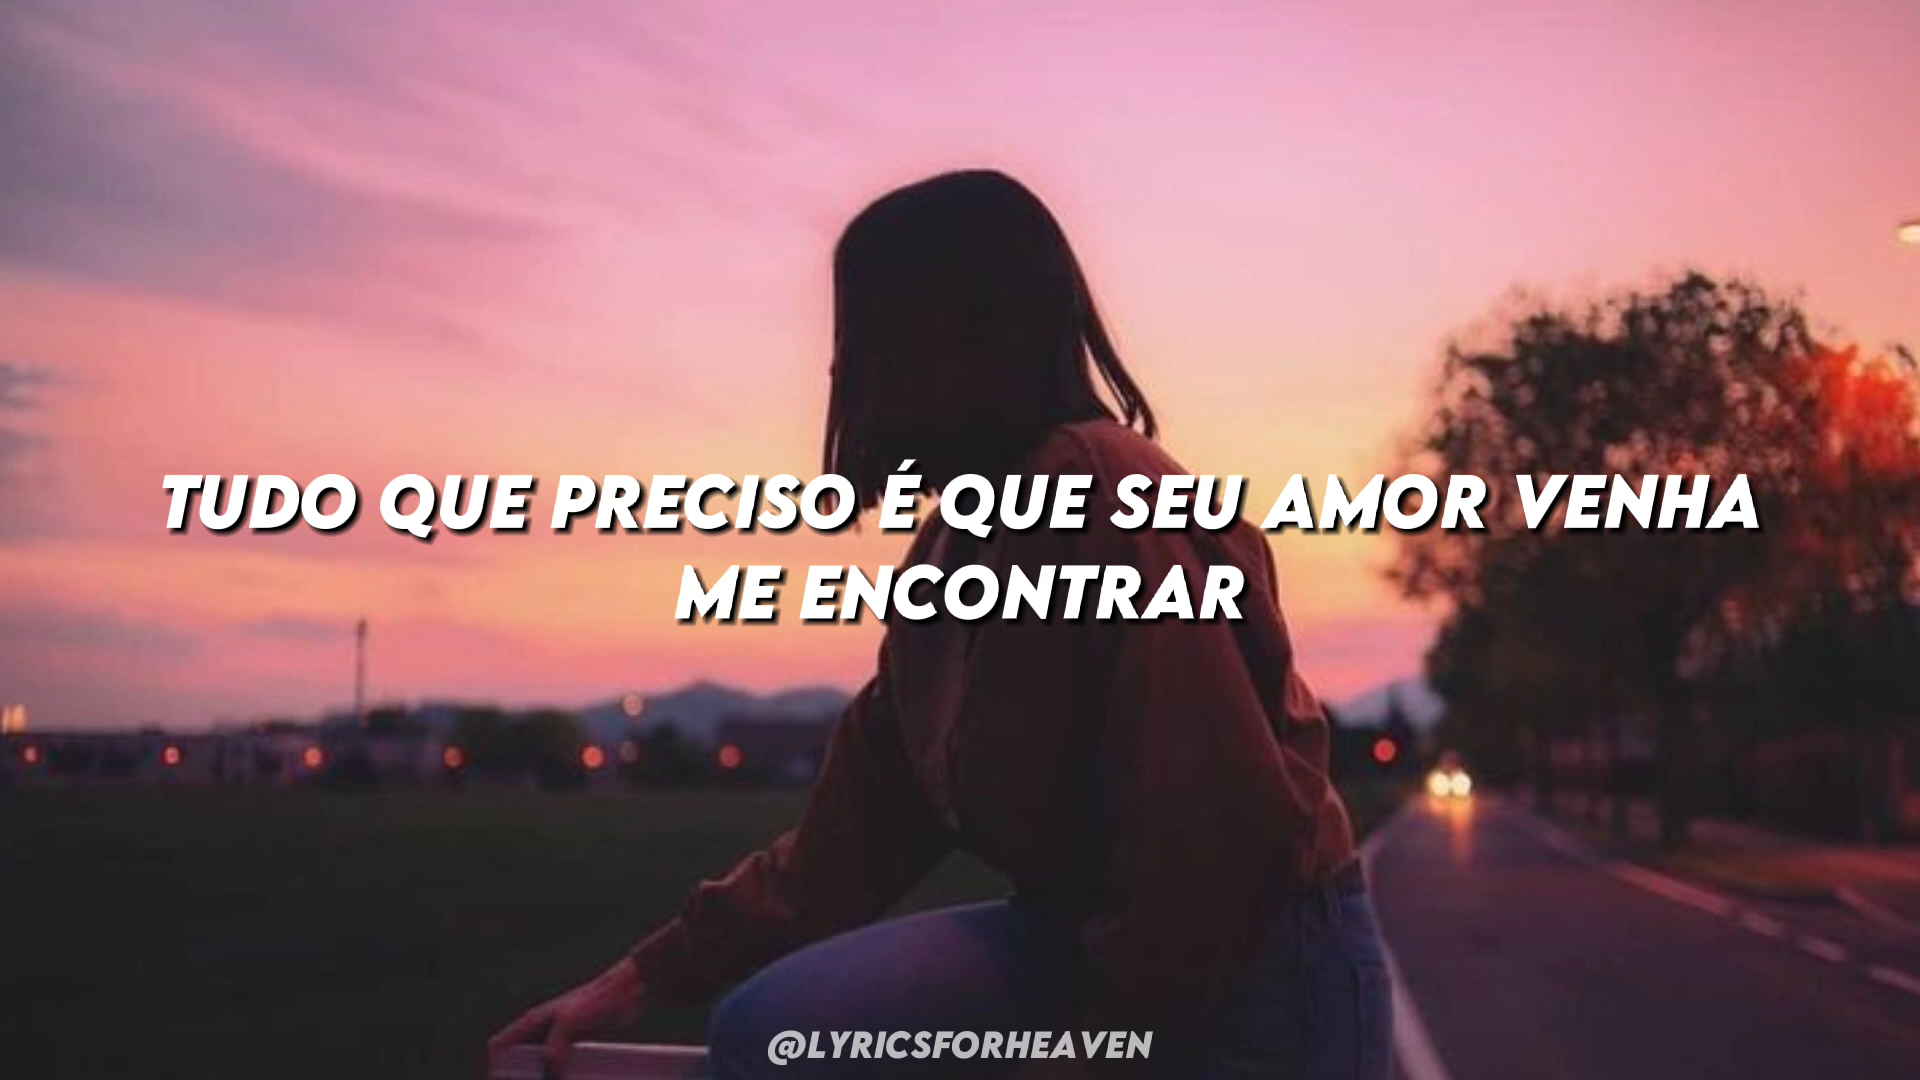 TUDO QUE PRECISO É QUE SEU AMOR VENHA
ME ENCONTRAR
@LYRICSFORHEAVEN